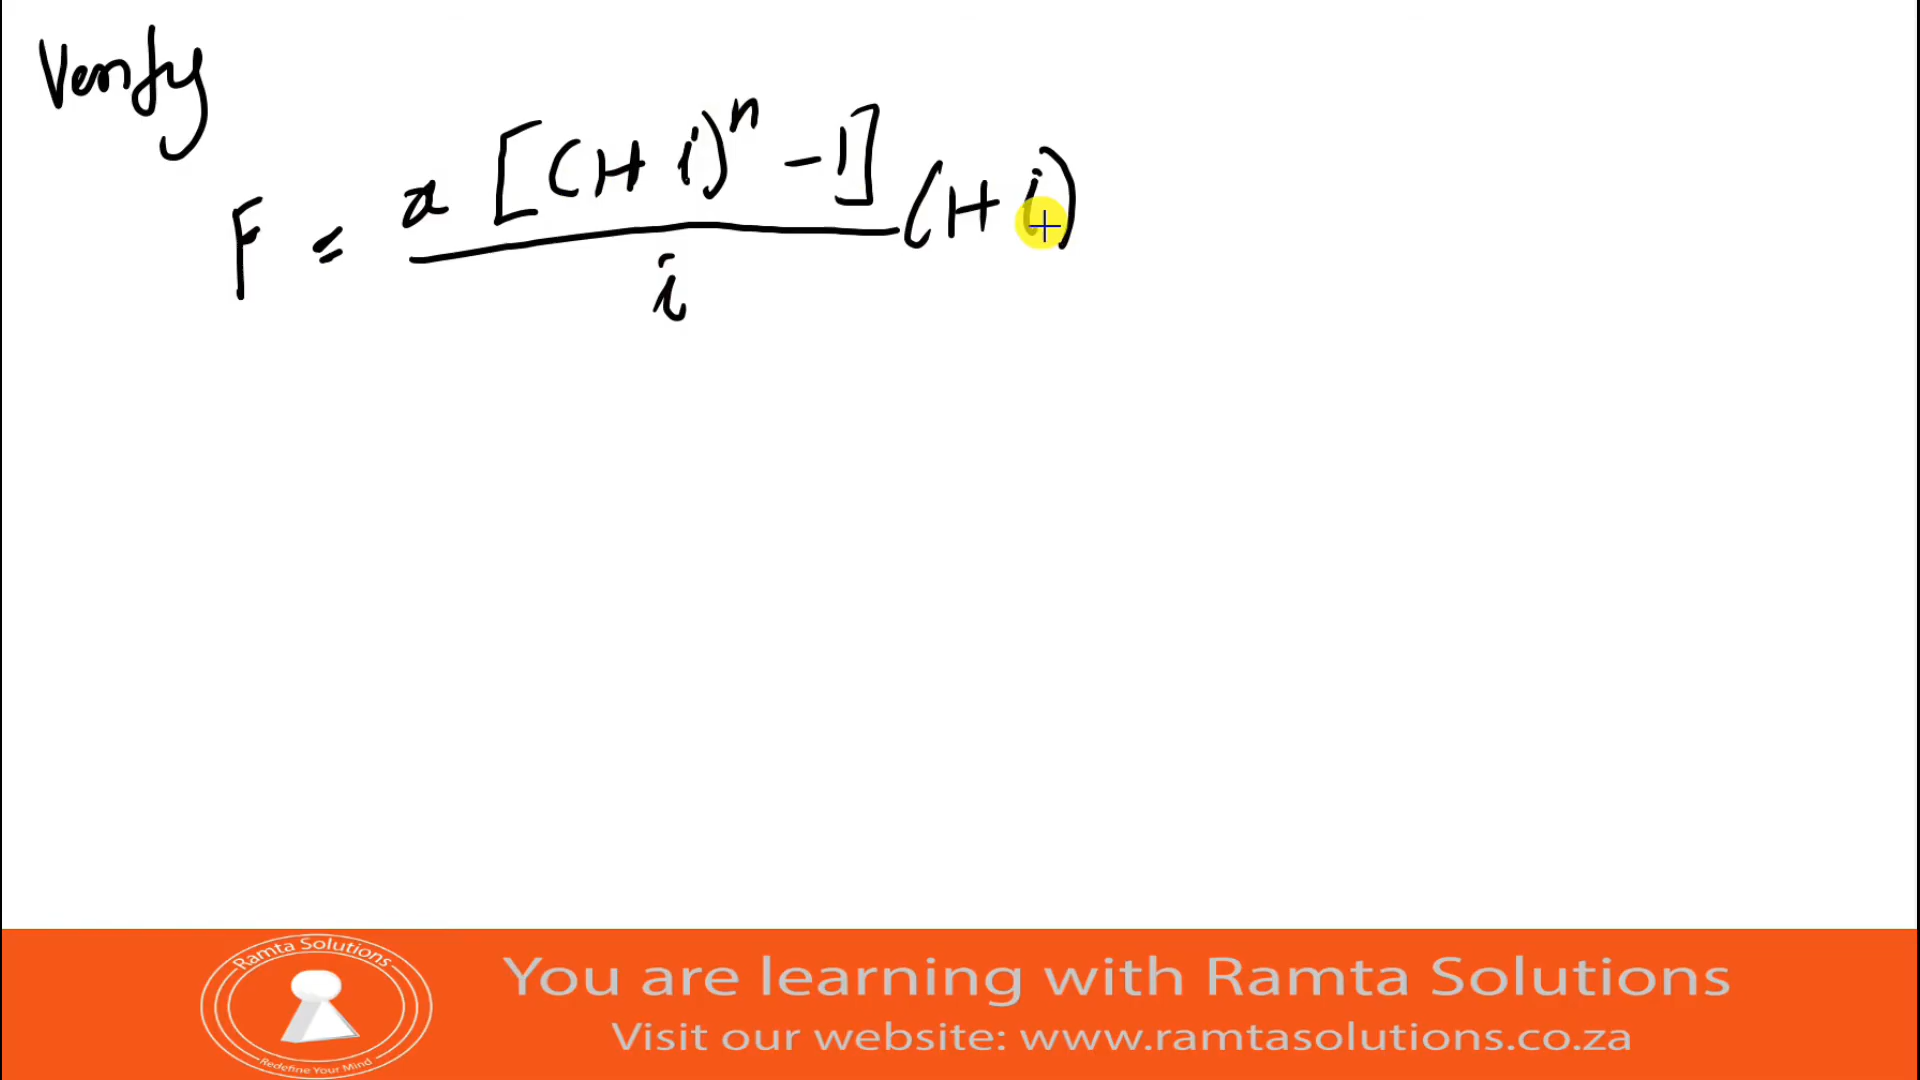 Verify
F = x [(1+i)^n - 1] / i (1+i)
Ramta Solutions
Redefine Your Mind
You are learning with Ramta Solutions
Visit our website: www.ramtasolutions.co.za